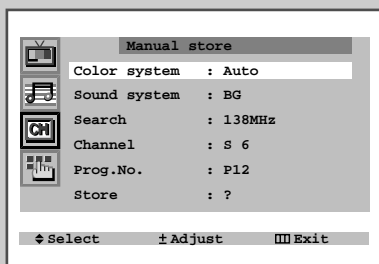 Manual store
Color system : Auto
Sound system : BG
Search : 138MHz
CH
Channel : S 6
Prog.No. : P12
Store : ?
Select ± Adjust Exit